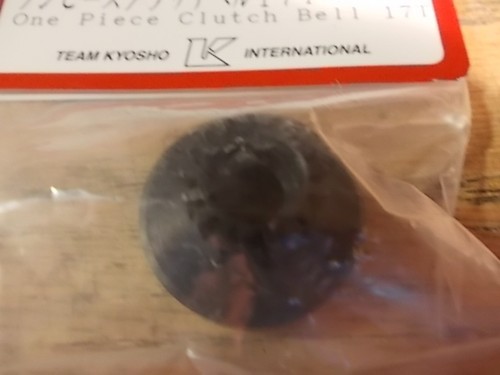 One Piece Clutch Bell 17T
TEAM KYOSHO K INTERNATIONAL